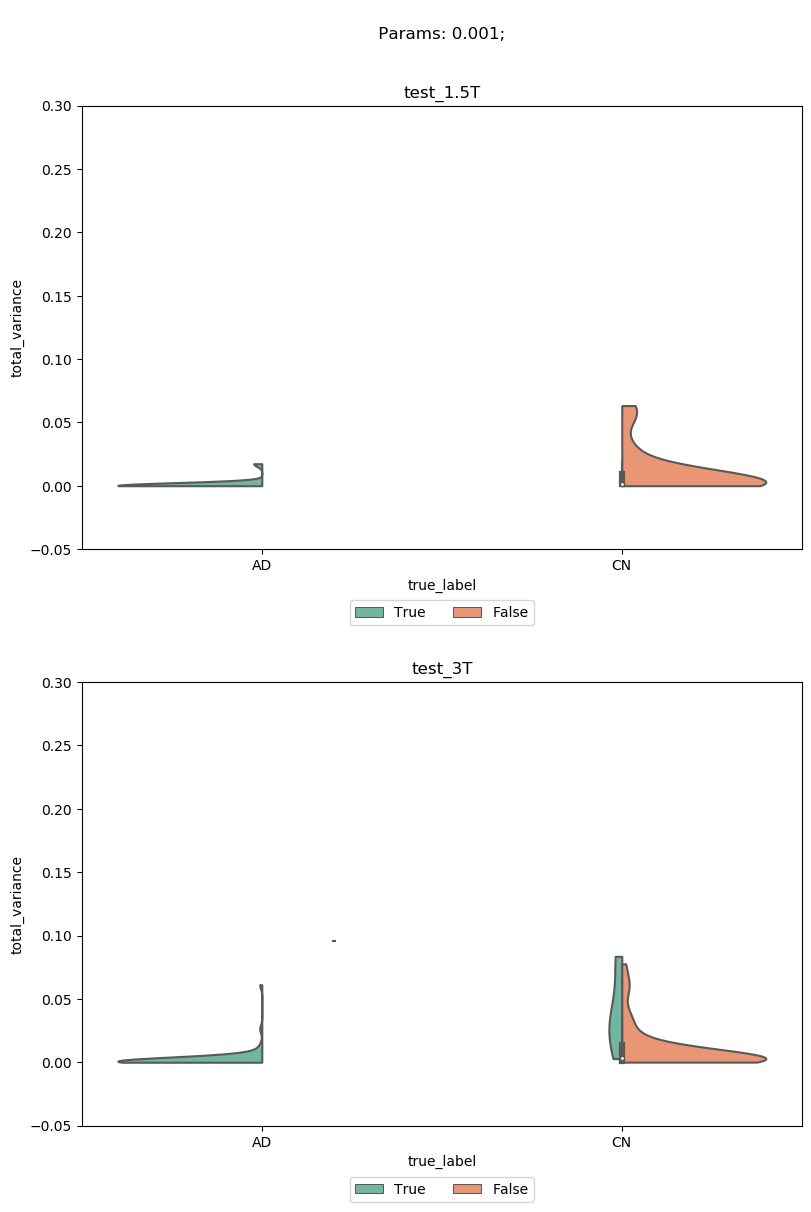 Params: 0.001;
test_1.5T
0.30
0.25
0.20
0.15
0.10
0.05
0.00
−0.05
total_variance
AD CN
true_label
True False
test_3T
0.30
0.25
0.20
0.15
0.10
0.05
0.00
−0.05
total_variance
AD CN
true_label
True False